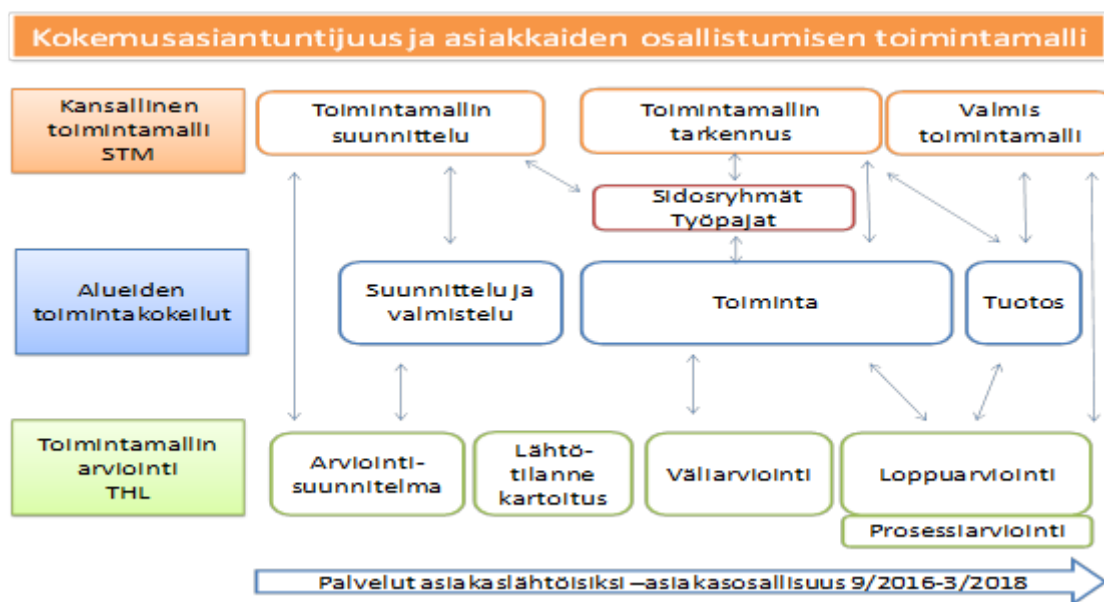 Kokemusasiantuntijuus ja asiakkaiden osallistumisen toimintamalli
Kansallinen
toimintamalli
STM
Toimintamallin
suunnittelu
Toimintamallin
tarkennus
Valmis
toimintamalli
Sidosryhmät
Työpajat
Alueiden
toimintakokeilut
Suunnittelu ja
valmistelu
Toiminta
Tuotos
Toimintamallin
arviointi
THL
Arviointi-
suunnitelma
Lähtö-
tilanne
kartoitus
Väliarviointi
Loppuarviointi
Prosessiarviointi
Palvelut asiakaslähtöisiksi –asiakasosallisuus 9/2016-3/2018